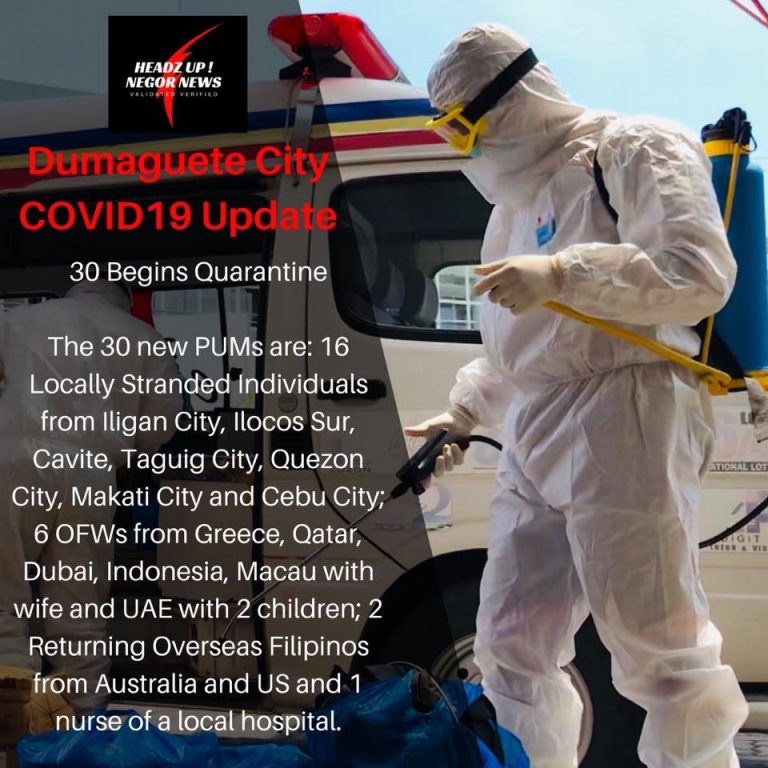 HEADZ UP !
NEGOR NEWS
VALIDATED VERIFIED
Dumaguete City
COVID19 Update
30 Begins Quarantine
The 30 new PUMs are: 16
Locally Stranded Individuals
from Iligan City, Ilocos Sur,
Cavite, Taguig City, Quezon
City, Makati City and Cebu City;
6 OFWs from Greece, Qatar,
Dubai, Indonesia, Macau with
wife and UAE with 2 children; 2
Returning Overseas Filipinos
from Australia and US and 1
nurse of a local hospital.